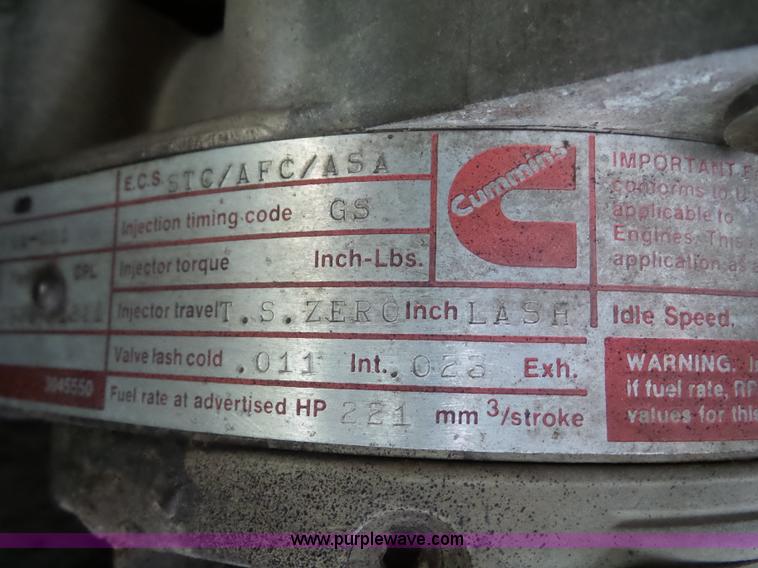 E.C.S. STC/AFC/ASA
Injection timing code GS
Injector torque Inch-Lbs.
CPL
Injector travel T.S.ZERO Inch LASH
Valve lash cold .011 Int. .023 Exh.
3045550
Fuel rate at advertised HP 221 mm³/stroke
Cummins
IMPORTANT
conforms to U.
applicable to
Engines. This
application as a
Idle Speed.
WARNING. I
if fuel rate, RP
values for this
www.purplewave.com